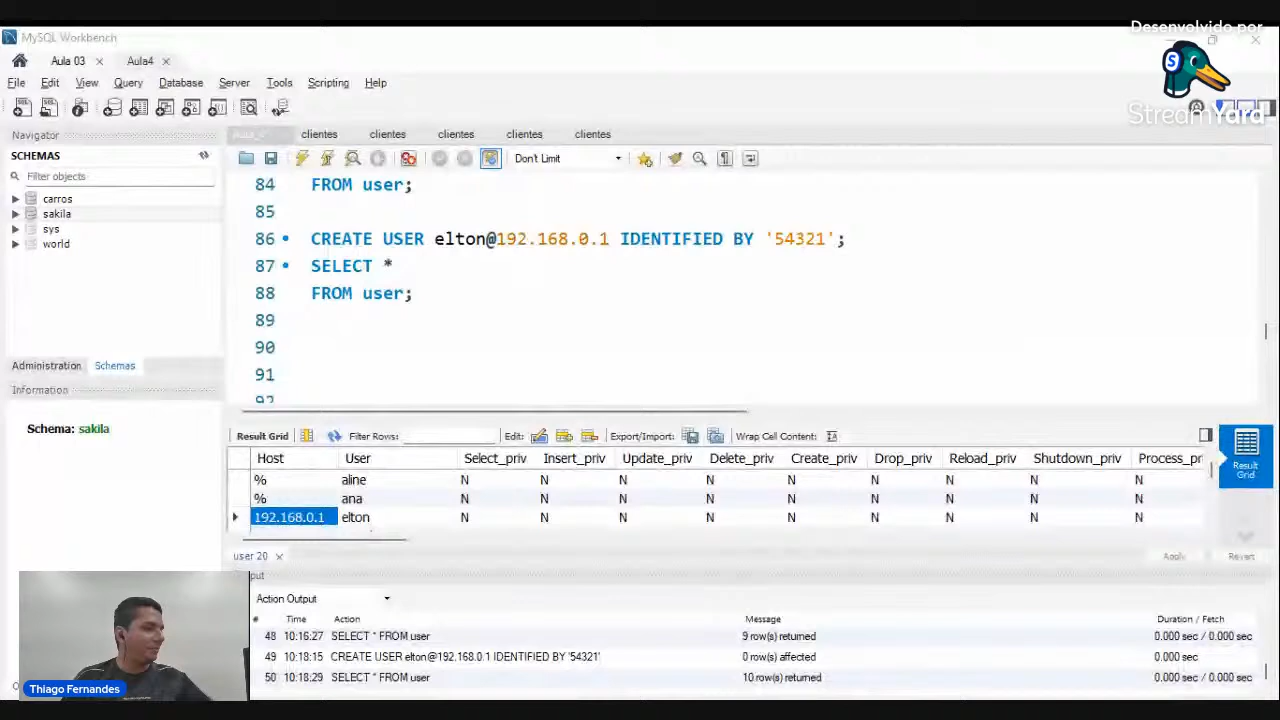 Desenvolvido por
StreamYard
MySQL Workbench
Aula 03
Aula4
File Edit View Query Database Server Tools Scripting Help
Navigator
SCHEMAS
Filter objects
carros
sakila
sys
world
Administration Schemas
Information
Schema: sakila
clientes clientes clientes clientes clientes
Don't Limit
84 FROM user;
85
86 CREATE USER elton@192.168.0.1 IDENTIFIED BY '54321';
87 SELECT *
88 FROM user;
89
90
91
92
Result Grid Filter Rows: Edit: Export/Import: Wrap Cell Content:
Host User Select_priv Insert_priv Update_priv Delete_priv Create_priv Drop_priv Reload_priv Shutdown_priv Process_pr
% aline N N N N N N N N N
% ana N N N N N N N N N
192.168.0.1 elton N N N N N N N N N
Result
Grid
user 20
Apply Revert
put
Action Output
# Time Action Message Duration / Fetch
48 10:16:27 SELECT * FROM user 9 row(s) returned 0.000 sec / 0.000 sec
49 10:18:15 CREATE USER elton@192.168.0.1 IDENTIFIED BY '54321' 0 row(s) affected 0.000 sec
50 10:18:29 SELECT * FROM user 10 row(s) returned 0.000 sec / 0.000 sec
Thiago Fernandes